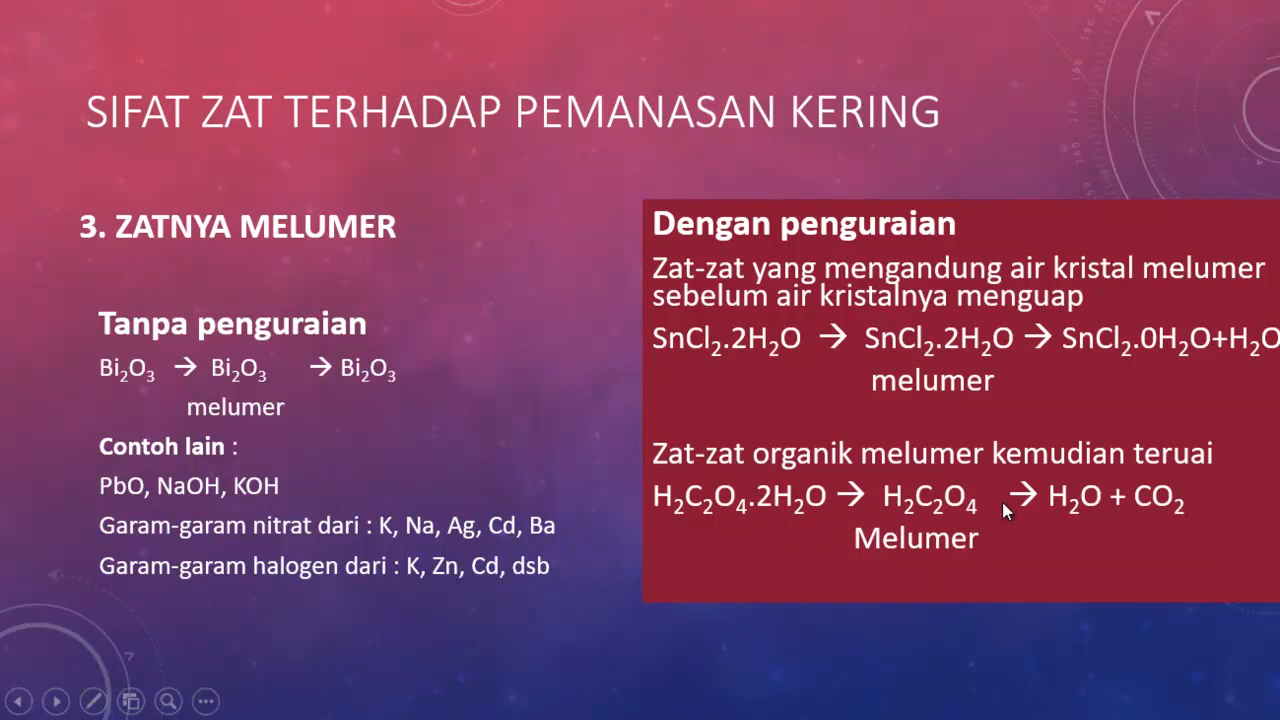 SIFAT ZAT TERHADAP PEMANASAN KERING
3. ZATNYA MELUMER
Tanpa penguraian
Bi₂O₃ → Bi₂O₃ → Bi₂O₃
melumer
Contoh lain :
PbO, NaOH, KOH
Garam-garam nitrat dari : K, Na, Ag, Cd, Ba
Garam-garam halogen dari : K, Zn, Cd, dsb
Dengan penguraian
Zat-zat yang mengandung air kristal melumer
sebelum air kristalnya menguap
SnCl₂.2H₂O → SnCl₂.2H₂O → SnCl₂.0H₂O+H₂O
melumer
Zat-zat organik melumer kemudian teruai
H₂C₂O₄.2H₂O → H₂C₂O₄ → H₂O + CO₂
Melumer